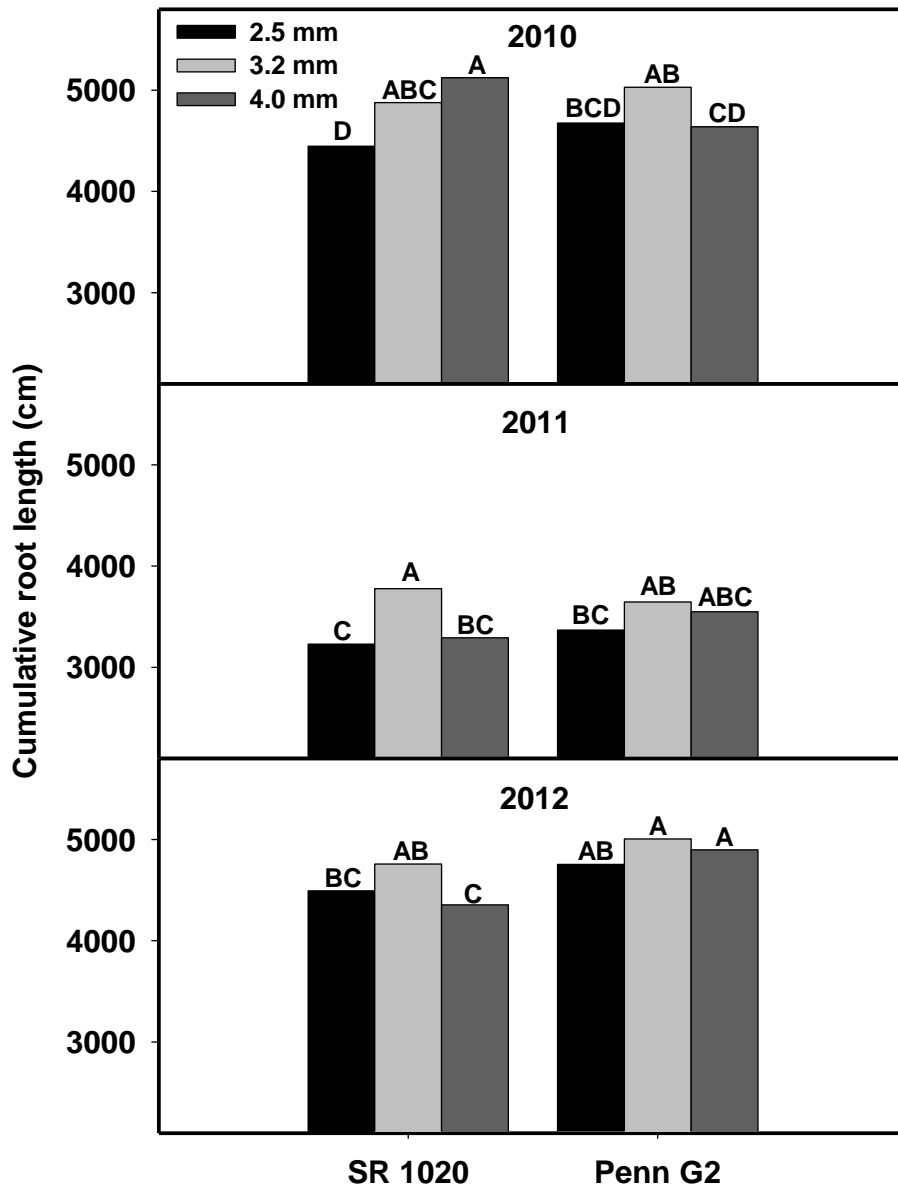 2.5 mm
3.2 mm
4.0 mm
2010
5000
4000
3000
D
ABC
A
BCD
AB
CD
Cumulative root length (cm)
2011
5000
4000
3000
C
A
BC
BC
AB
ABC
2012
5000
4000
3000
BC
AB
C
AB
A
A
SR 1020
Penn G2